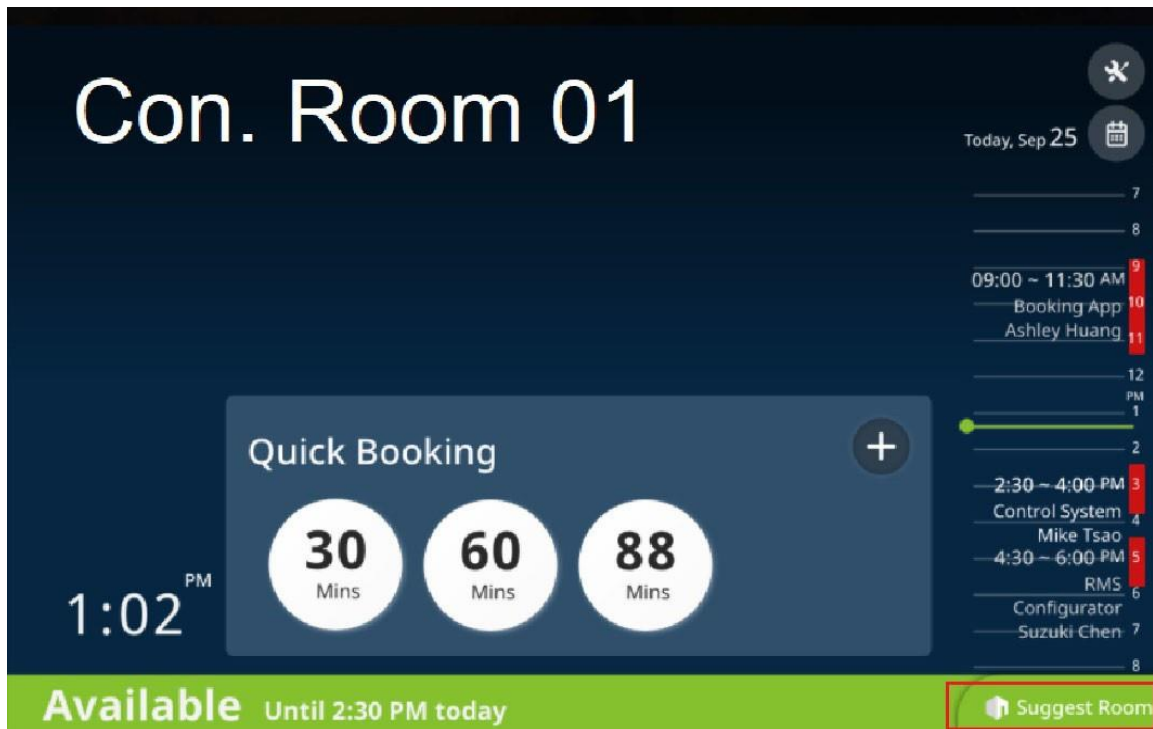 Con. Room 01
Today, Sep 25
7
8
9
09:00 ~ 11:30 AM
10
Booking App
Ashley Huang
11
12
PM
1
2
2:30 ~ 4:00 PM
3
Control System
4
Mike Tsao
4:30 ~ 6:00 PM
5
RMS
6
Configurator
Suzuki Chen
7
8
Quick Booking
+
30
Mins
60
Mins
88
Mins
1:02 PM
Available Until 2:30 PM today
Suggest Room